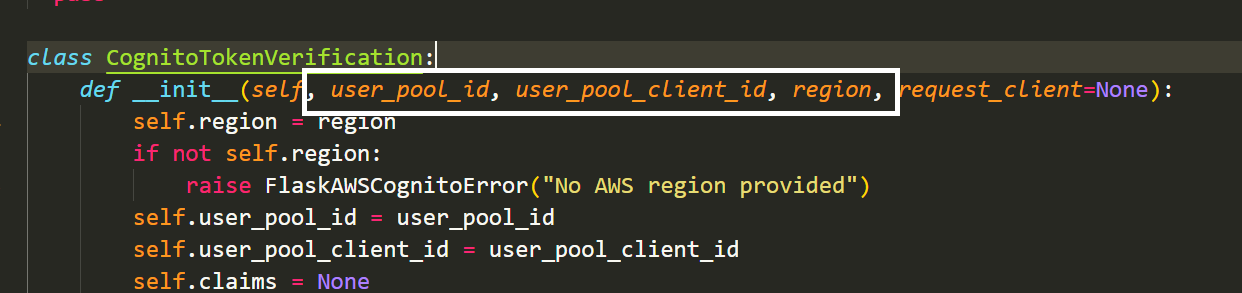 class CognitoTokenVerification:
def __init__(self, user_pool_id, user_pool_client_id, region, request_client=None):
self.region = region
if not self.region:
raise FlaskAWSCognitoError("No AWS region provided")
self.user_pool_id = user_pool_id
self.user_pool_client_id = user_pool_client_id
self.claims = None